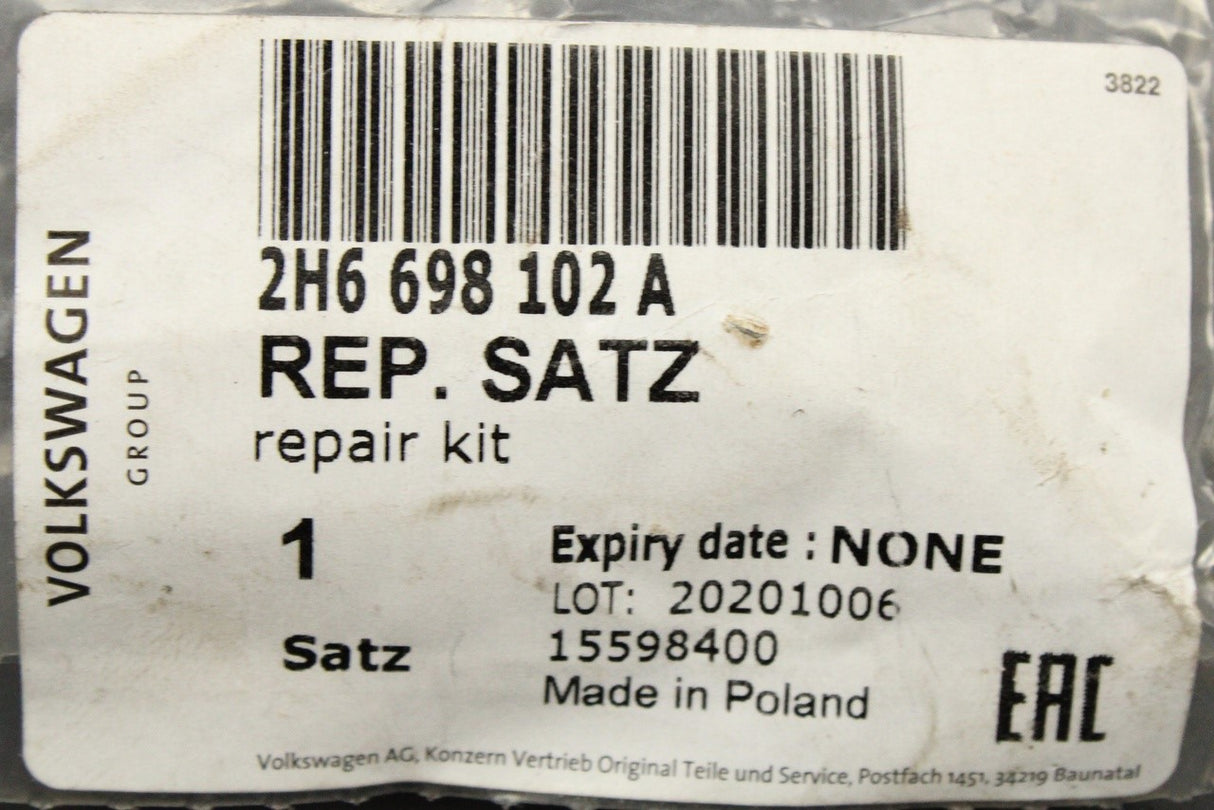 3822
2H6 698 102 A
REP. SATZ
repair kit
VOLKSWAGEN
GROUP
1
Satz
Expiry date : NONE
LOT: 20201006
15598400
Made in Poland
EAC
Volkswagen AG, Konzern Vertrieb Original Teile und Service, Postfach 1451, 34219 Baunatal